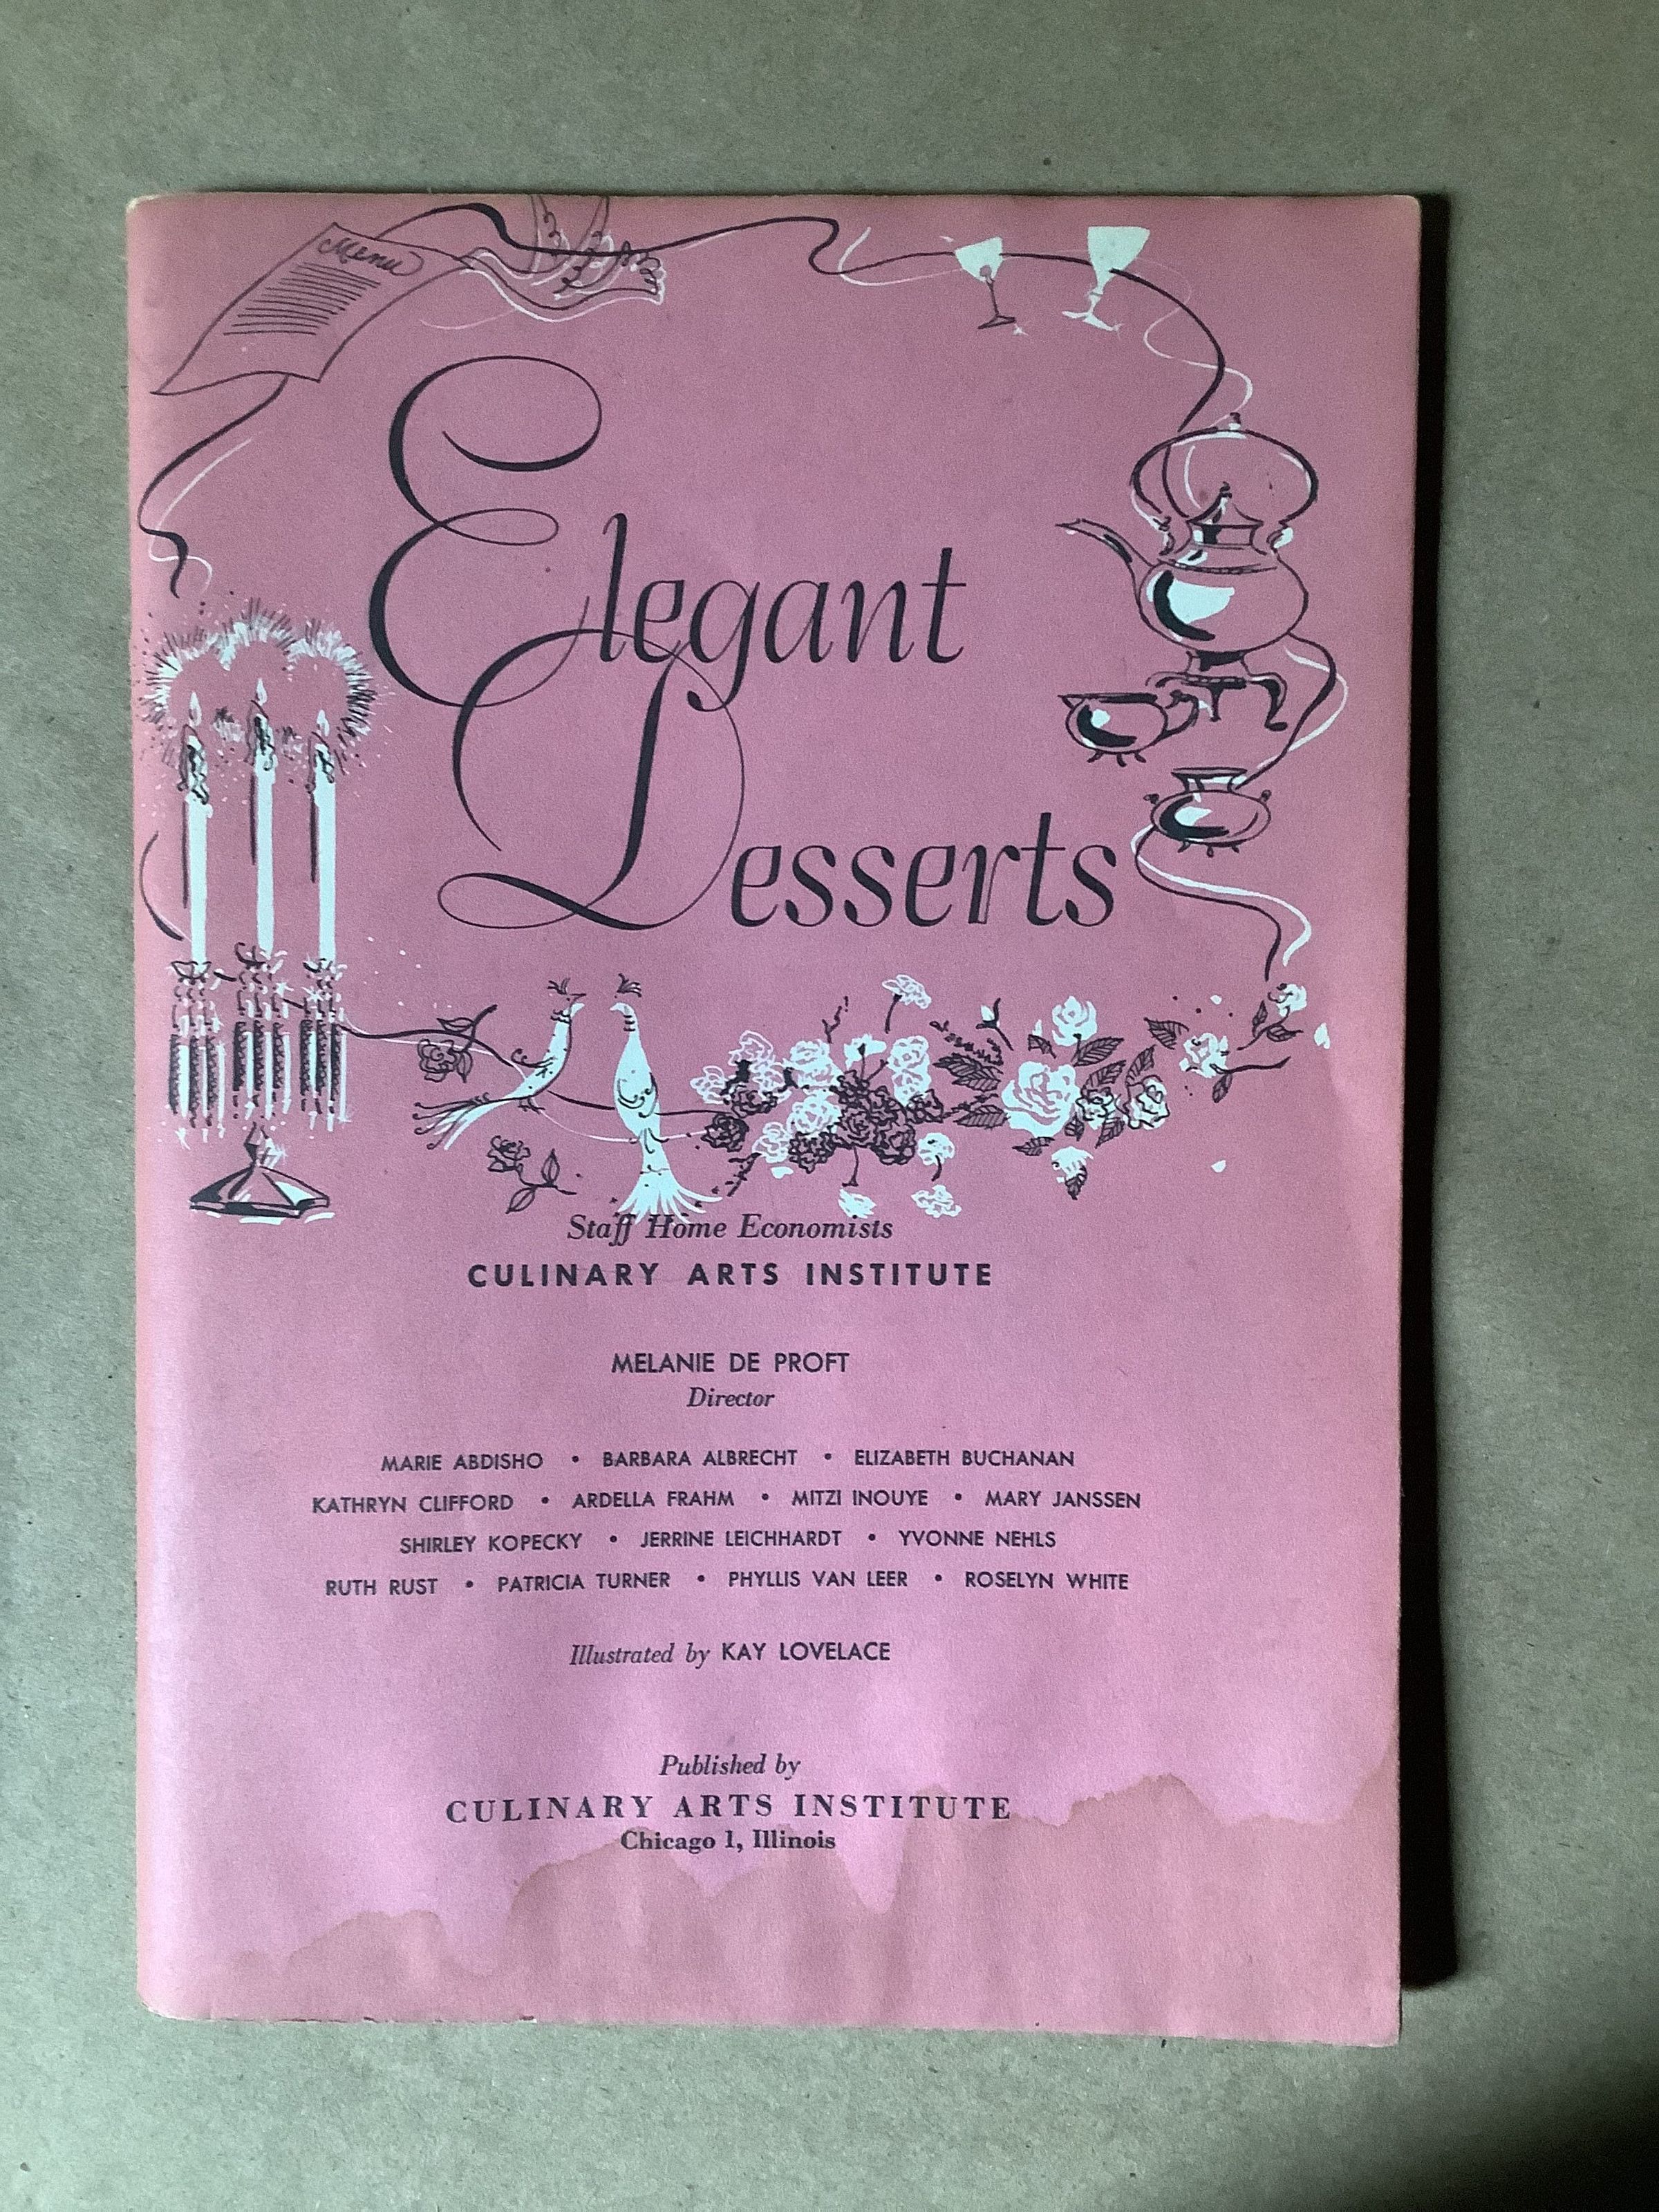 Menu
Elegant
Desserts
Staff Home Economists
CULINARY ARTS INSTITUTE
MELANIE DE PROFT
Director
MARIE ABDISHO • BARBARA ALBRECHT • ELIZABETH BUCHANAN
KATHRYN CLIFFORD • ARDELLA FRAHM • MITZI INOUYE • MARY JANSSEN
SHIRLEY KOPECKY • JERRINE LEICHHARDT • YVONNE NEHLS
RUTH RUST • PATRICIA TURNER • PHYLLIS VAN LEER • ROSELYN WHITE
Illustrated by KAY LOVELACE
Published by
CULINARY ARTS INSTITUTE
Chicago 1, Illinois